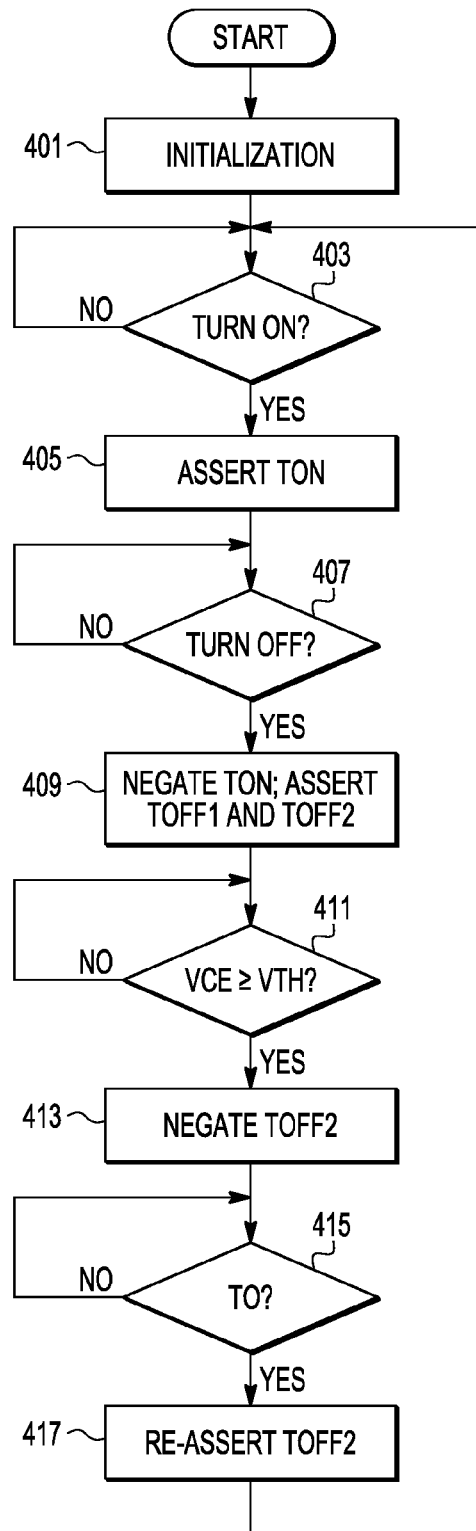 START
401
INITIALIZATION
403
TURN ON?
NO
YES
405
ASSERT TON
407
TURN OFF?
NO
YES
409
NEGATE TON; ASSERT
TOFF1 AND TOFF2
411
VCE ≥ VTH?
NO
YES
413
NEGATE TOFF2
415
TO?
NO
YES
417
RE-ASSERT TOFF2